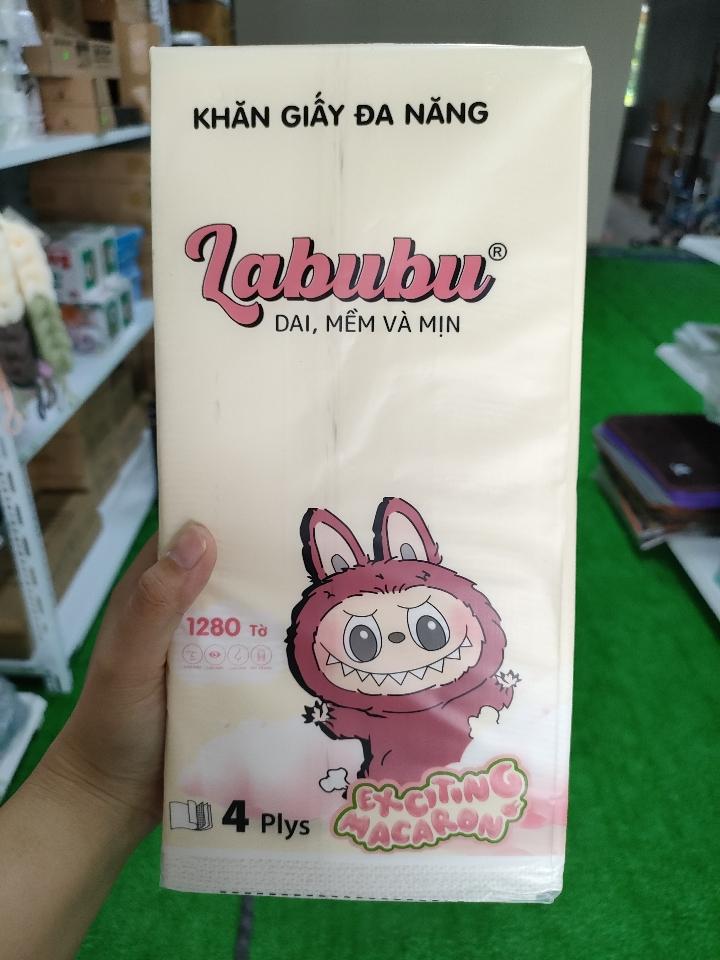 KHĂN GIẤY ĐA NĂNG
Labubu®
DAI, MỀM VÀ MỊN
1280 Tờ
4 Plys
EXCITING
MACARON